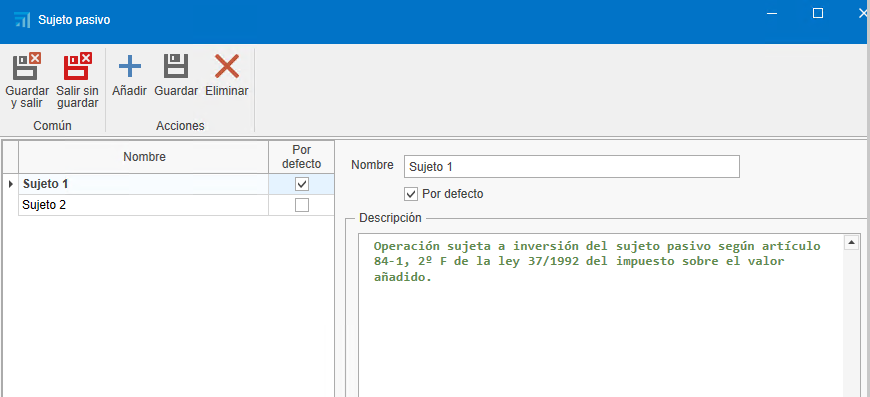 Sujeto pasivo
Guardar y salir
Salir sin guardar
Añadir
Guardar
Eliminar
Común
Acciones
Nombre
Por defecto
Sujeto 1
Sujeto 2
Nombre
Sujeto 1
Por defecto
Descripción
Operación sujeta a inversión del sujeto pasivo según artículo
84-1, 2º F de la ley 37/1992 del impuesto sobre el valor
añadido.